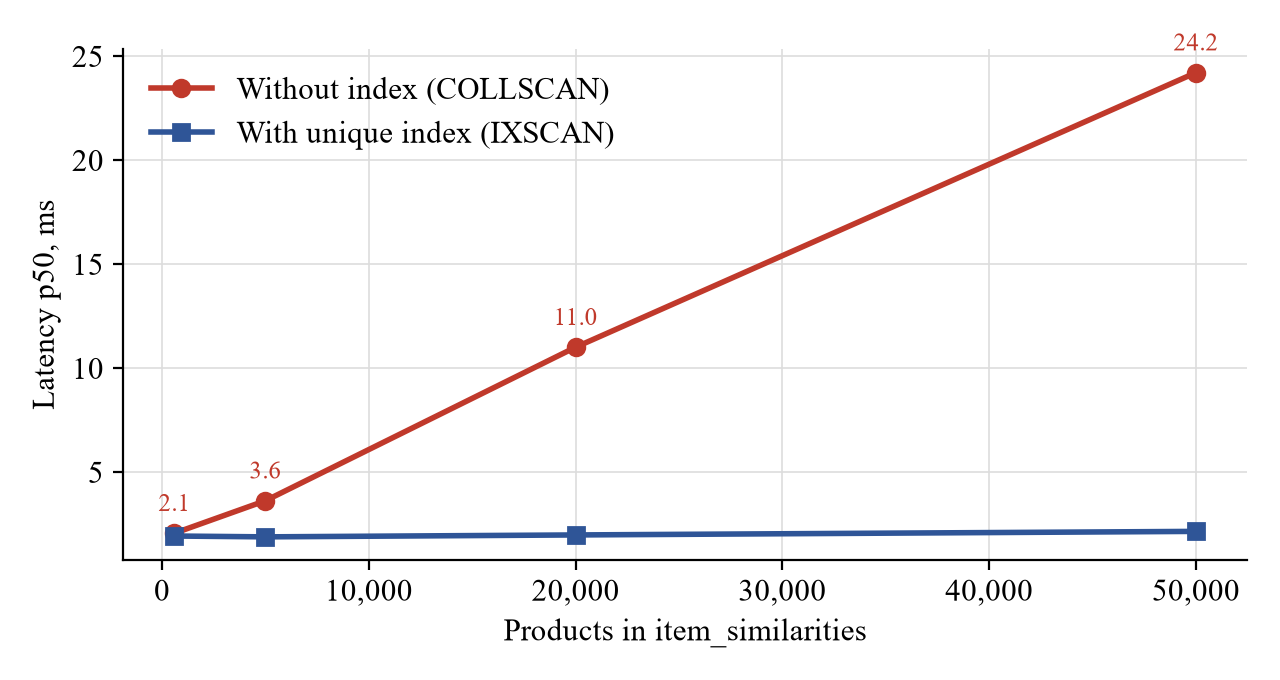 24.2
25
Without index (COLLSCAN)
With unique index (IXSCAN)
20
15
11.0
10
Latency p50, ms
5
3.6
2.1
0 10,000 20,000 30,000 40,000 50,000
Products in item_similarities